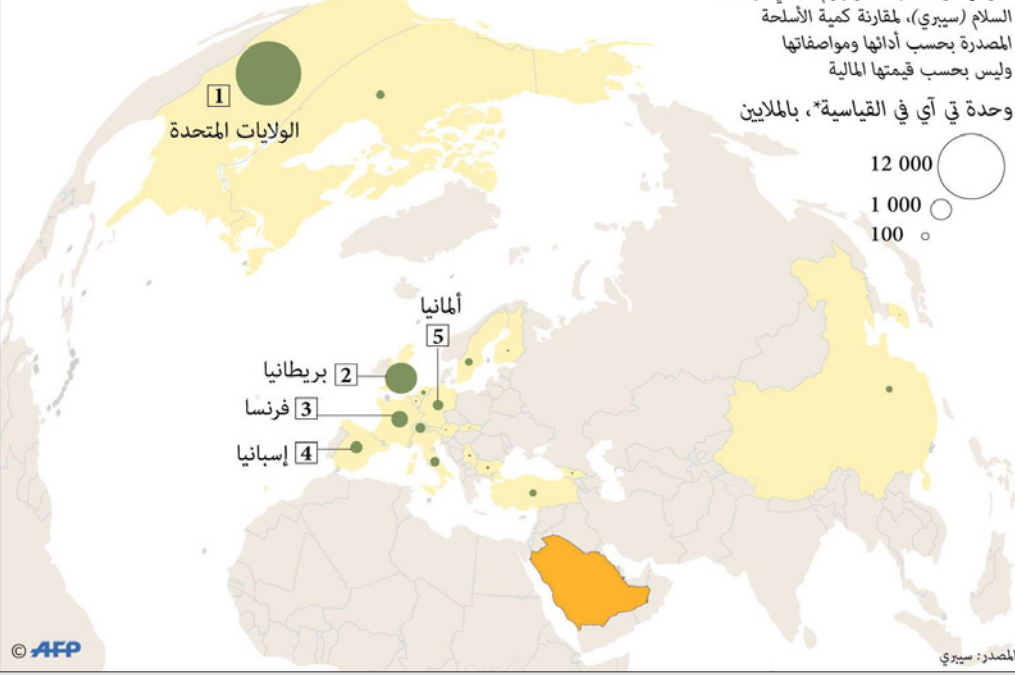 السلام (سيبري)، لمقارنة كمية الأسلحة
المصدرة بحسب أدائها ومواصفاتها
وليس بحسب قيمتها المالية
وحدة تي آي في القياسية*، بالملايين
12 000
1 000
100
1
الولايات المتحدة
ألمانيا
5
2 بريطانيا
3 فرنسا
4 إسبانيا
© AFP
المصدر: سيبري